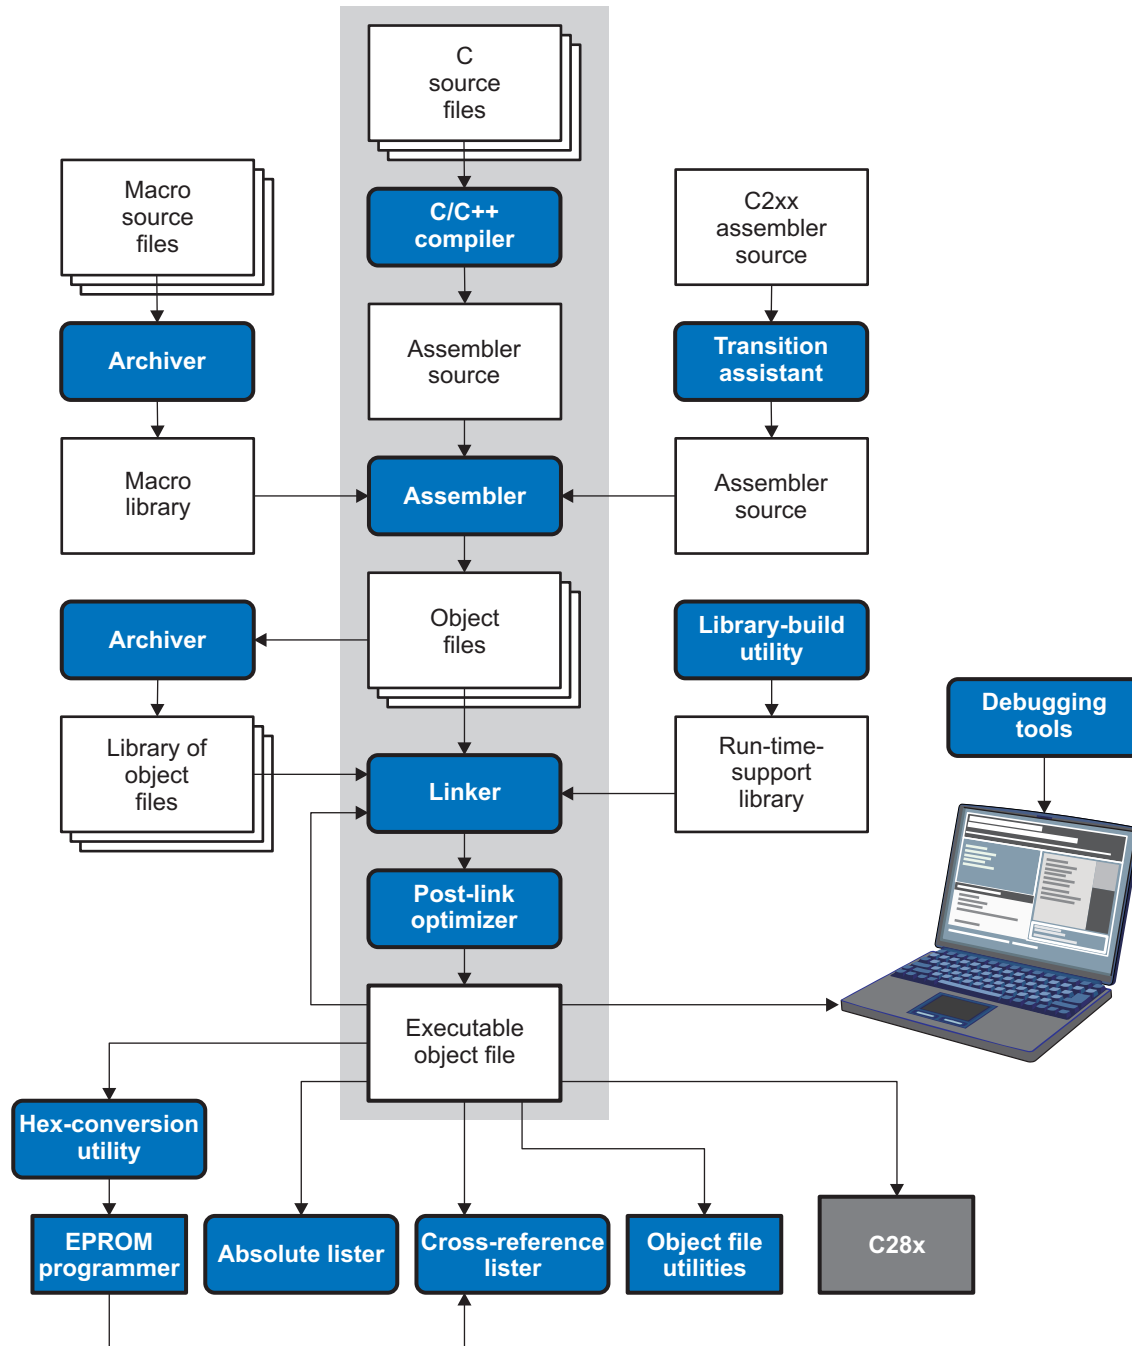 C
source
files
Macro
source
files
C/C++
compiler
C2xx
assembler
source
Archiver
Assembler
source
Transition
assistant
Macro
library
Assembler
Assembler
source
Archiver
Object
files
Library-build
utility
Debugging
tools
Library of
object
files
Linker
Run-time-
support
library
Post-link
optimizer
Executable
object file
Hex-conversion
utility
EPROM
programmer
Absolute lister
Cross-reference
lister
Object file
utilities
C28x